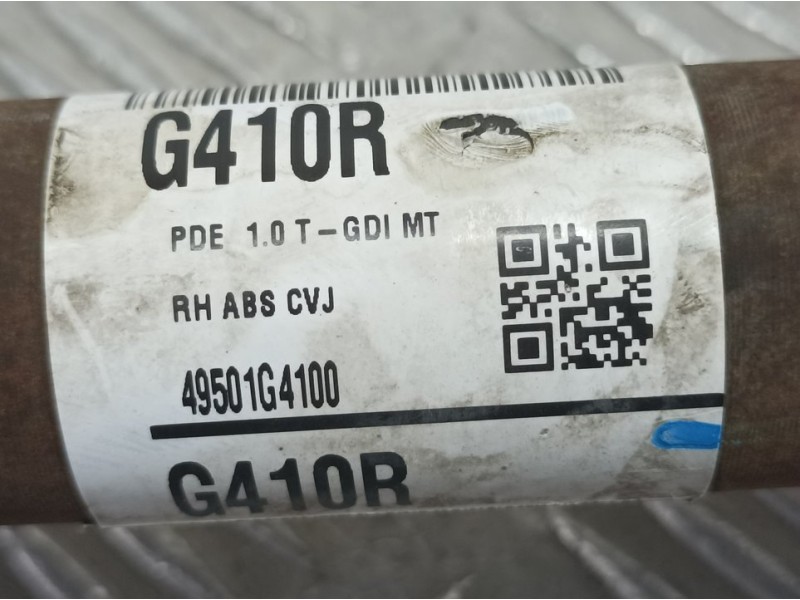 G410R
PDE 1.0 T-GDI MT
RH ABS CVJ
49501G4100
G410R